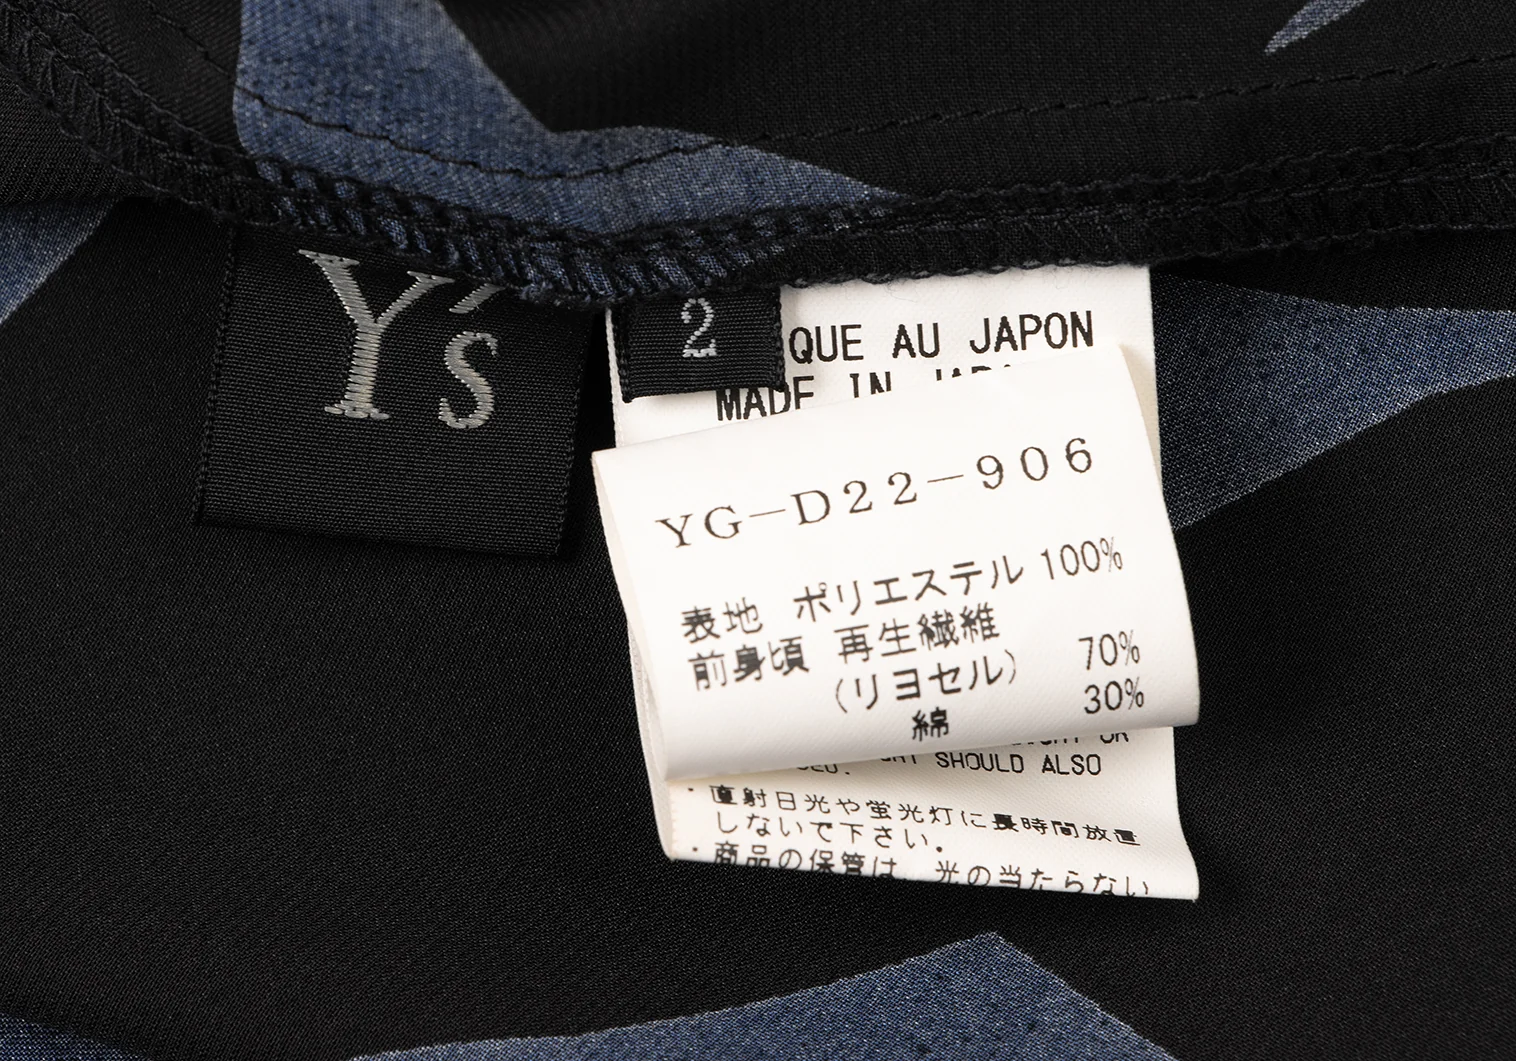 Y's
2
QUE AU JAPON
MADE IN
YG-D22-906
表地 ポリエステル 100%
前身頃 再生繊維
(リヨセル) 70%
綿 30%
OR
SHOULD ALSO
・直射日光や蛍光灯に長時間放置
しないで下さい.
・商品の保管は、光の当たらない